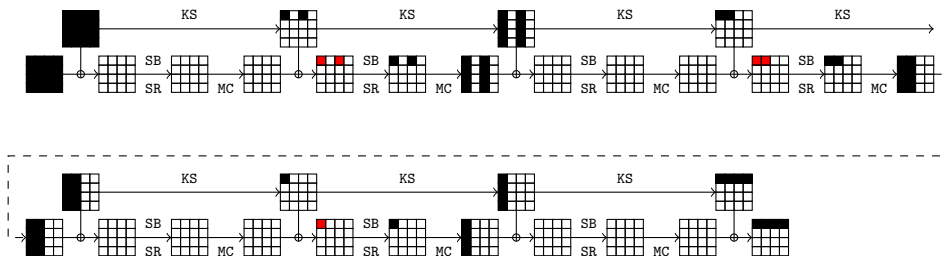 KS KS KS KS
SB SB SB SB
SR MC SR MC SR MC SR MC
KS KS KS
SB SB SB
SR MC SR MC SR MC